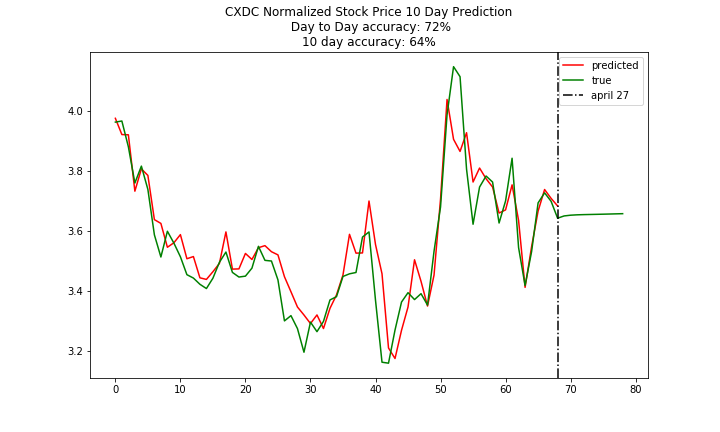 CXDC Normalized Stock Price 10 Day Prediction
Day to Day accuracy: 72%
10 day accuracy: 64%
predicted
true
april 27
4.0
3.8
3.6
3.4
3.2
0 10 20 30 40 50 60 70 80